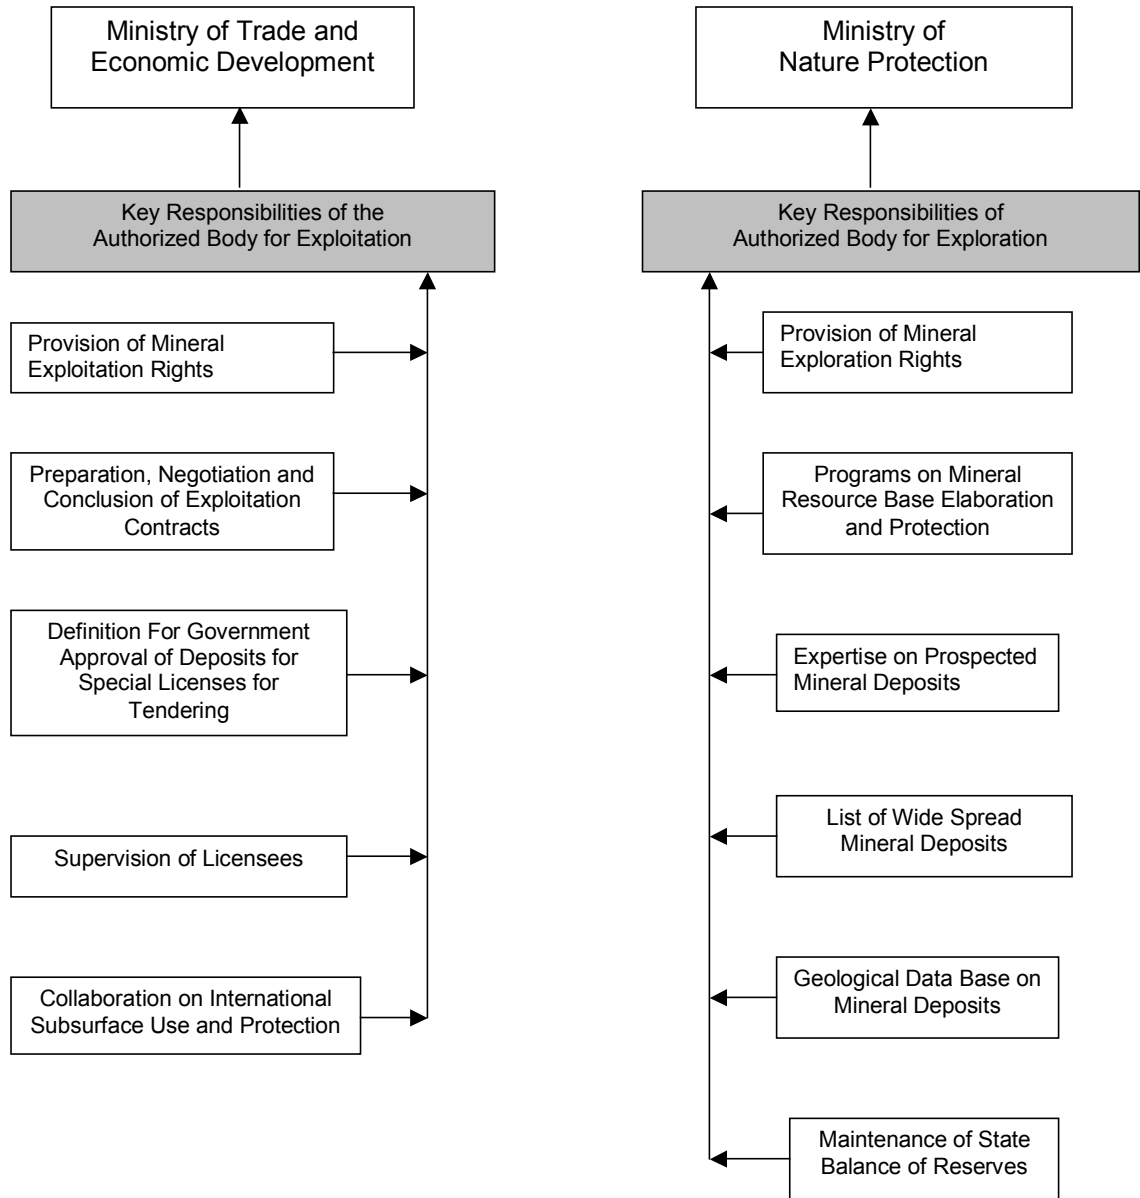 Ministry of Trade and
Economic Development
Key Responsibilities of the
Authorized Body for Exploitation
Provision of Mineral
Exploitation Rights
Preparation, Negotiation and
Conclusion of Exploitation
Contracts
Definition For Government
Approval of Deposits for
Special Licenses for
Tendering
Supervision of Licensees
Collaboration on International
Subsurface Use and Protection
Ministry of
Nature Protection
Key Responsibilities of
Authorized Body for Exploration
Provision of Mineral
Exploration Rights
Programs on Mineral
Resource Base Elaboration
and Protection
Expertise on Prospected
Mineral Deposits
List of Wide Spread
Mineral Deposits
Geological Data Base on
Mineral Deposits
Maintenance of State
Balance of Reserves